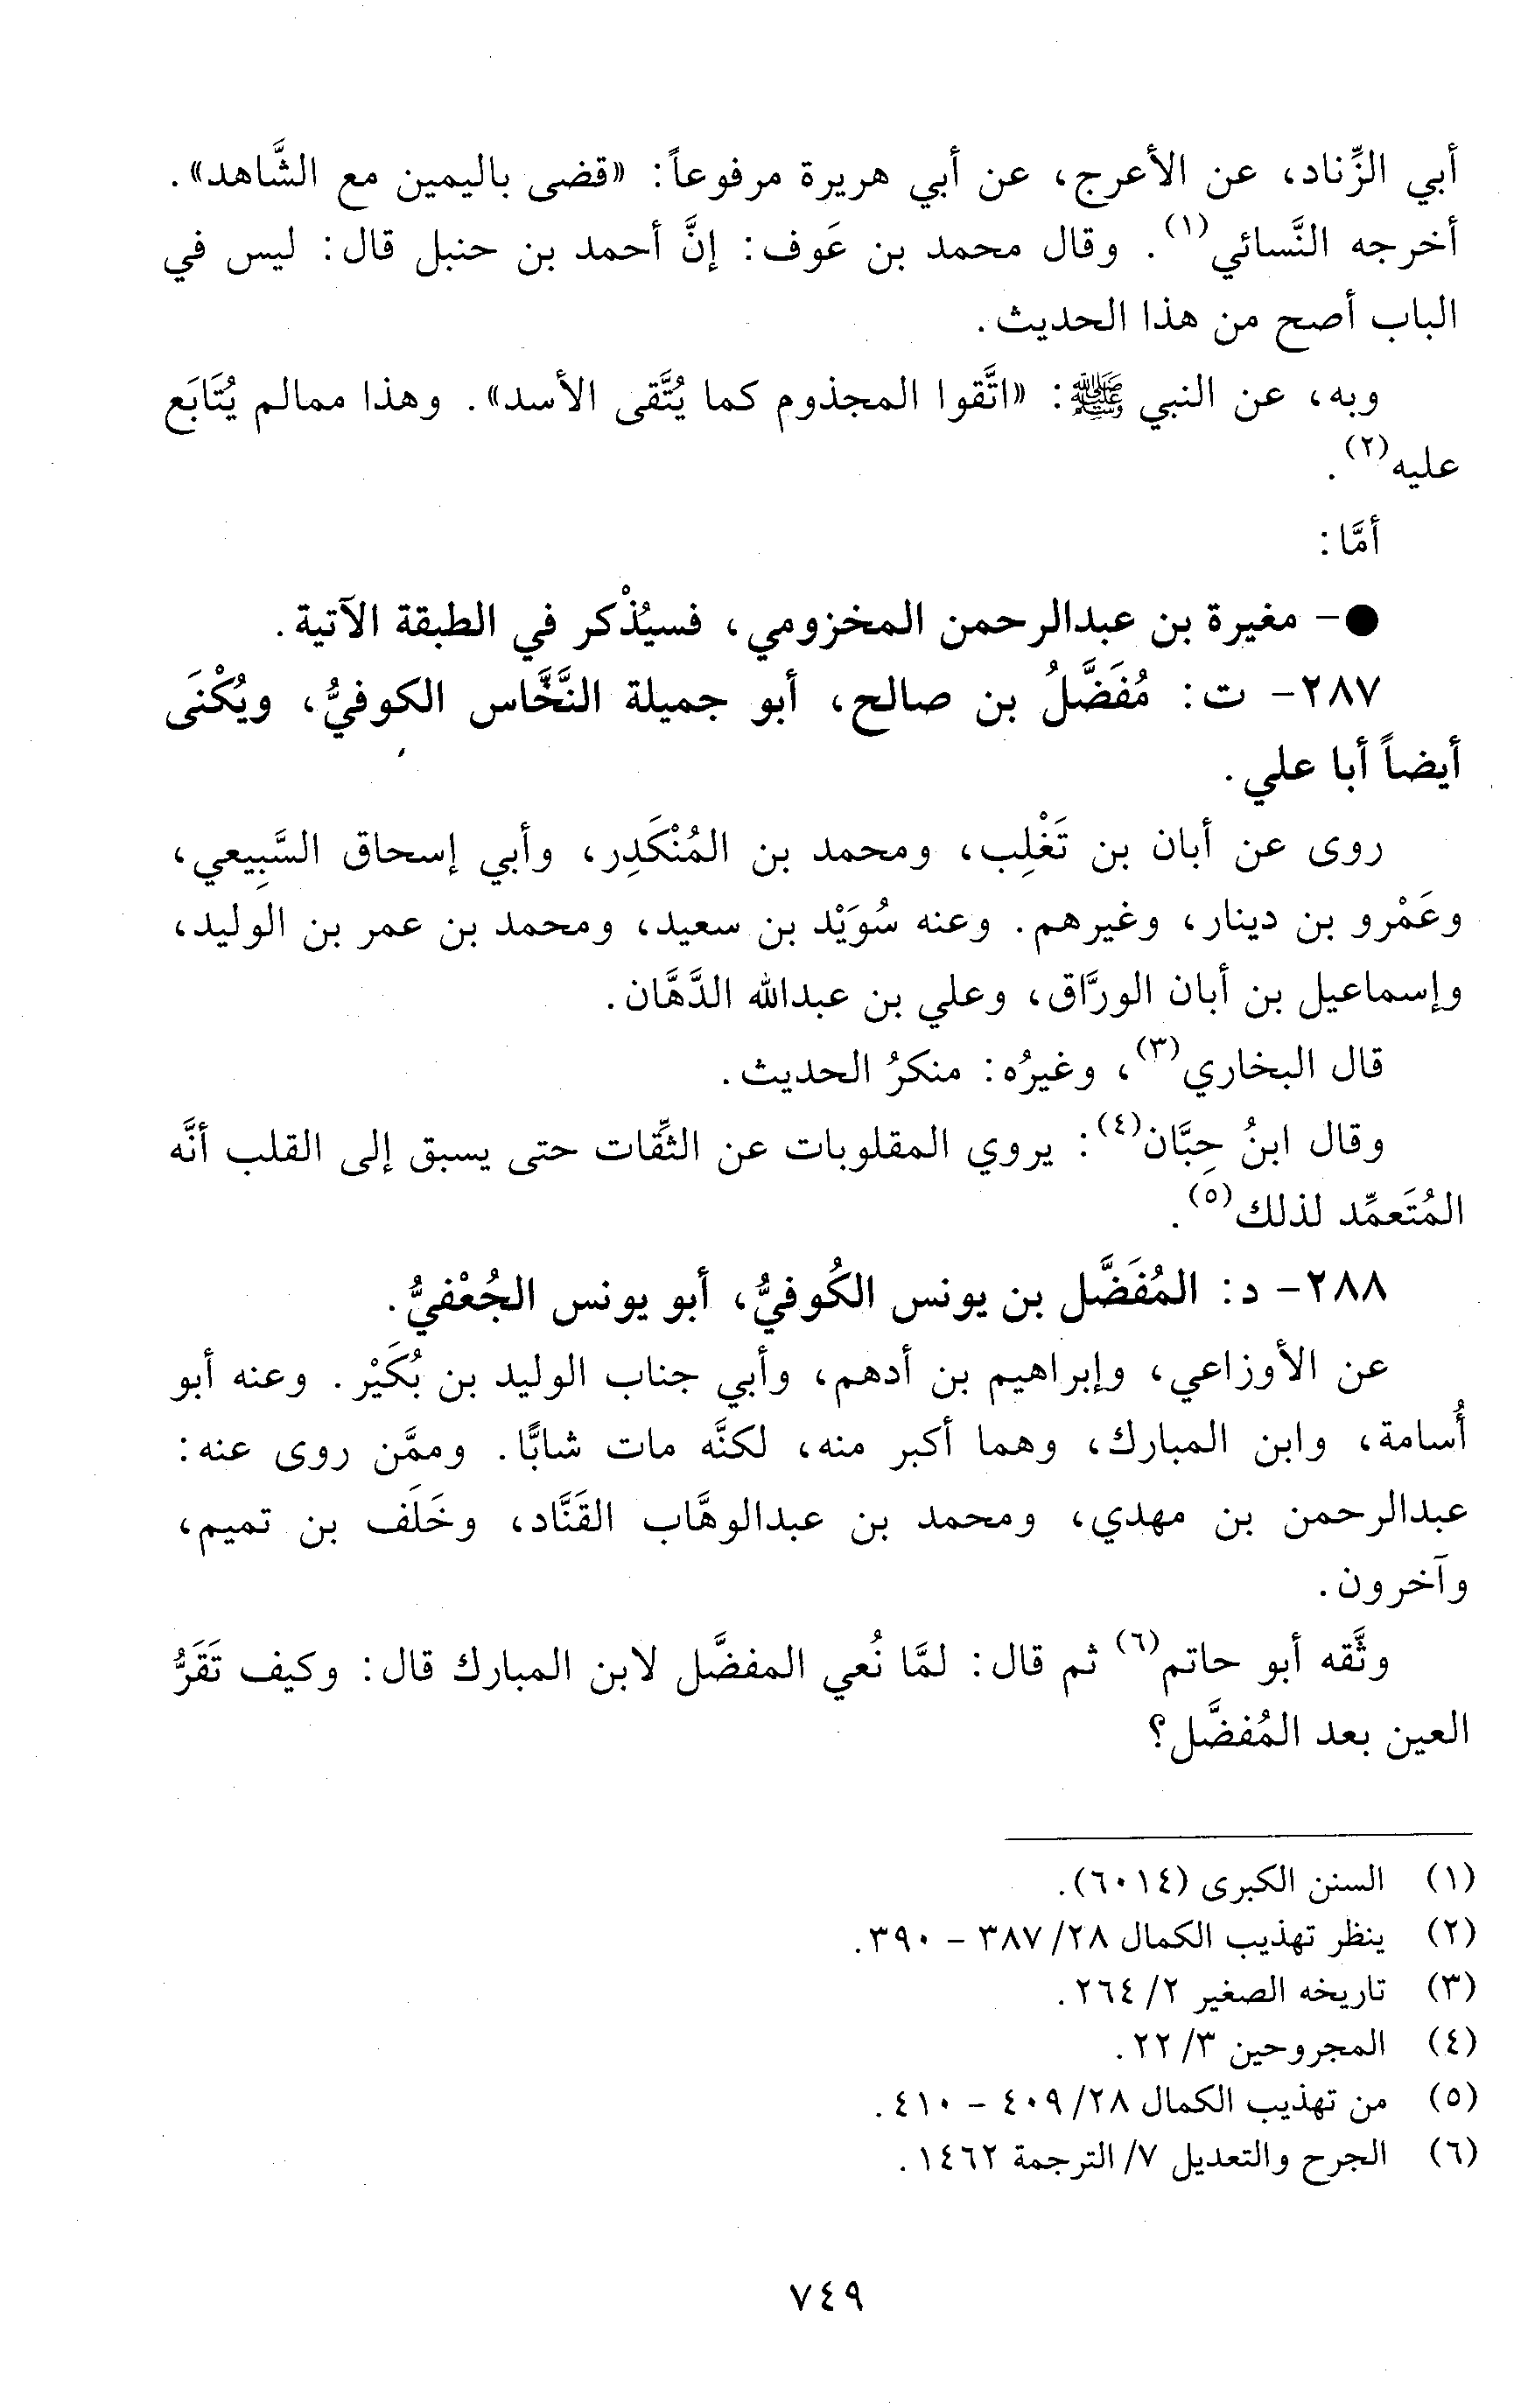 أبي الزِّناد، عن الأعرج، عن أبي هريرة مرفوعاً: «قضى باليمين مع الشَّاهد».
أخرجه النَّسائي(١). وقال محمد بن عَوف: إنَّ أحمد بن حنبل قال: ليس في
الباب أصح من هذا الحديث.
وبه، عن النبي ﷺ: «اتَّقوا المجذوم كما يُتَّقى الأسد». وهذا ممالم يُتَابَع
عليه(٢).
أمَّا:
●- مغيرة بن عبدالرحمن المخزومي، فسيُذْكر في الطبقة الآتية.
٢٨٧- ت: مُفَضَّلُ بن صالح، أبو جميلة النَّخَّاس الكوفيُّ، ويُكْنَى
أيضاً أبا علي.
روى عن أبان بن تَغْلِب، ومحمد بن المُنْكَدِر، وأبي إسحاق السَّبِيعي،
وعَمْرو بن دينار، وغيرهم. وعنه سُوَيْد بن سعيد، ومحمد بن عمر بن الوليد،
وإسماعيل بن أبان الورَّاق، وعلي بن عبدالله الدَّهَّان.
قال البخاري(٣)، وغيرُه: منكرُ الحديث.
وقال ابنُ حِبَّان(٤): يروي المقلوبات عن الثِّقات حتى يسبق إلى القلب أنَّه
المُتَعمِّد لذلك(٥).
٢٨٨- د: المُفَضَّل بن يونس الكُوفيُّ، أبو يونس الجُعْفيُّ.
عن الأوزاعي، وإبراهيم بن أدهم، وأبي جناب الوليد بن بُكَيْر. وعنه أبو
أُسامة، وابن المبارك، وهما أكبر منه، لكنَّه مات شابًّا. وممَّن روى عنه:
عبدالرحمن بن مهدي، ومحمد بن عبدالوهَّاب القَنَّاد، وخَلَف بن تميم،
وآخرون.
وثَّقه أبو حاتم(٦) ثم قال: لمَّا نُعي المفضَّل لابن المبارك قال: وكيف تَقَرُّ
العين بعد المُفضَّل؟
(١) السنن الكبرى (٦٠١٤).
(٢) ينظر تهذيب الكمال ٢٨/ ٣٨٧ - ٣٩٠.
(٣) تاريخه الصغير ٢/ ٢٦٤.
(٤) المجروحين ٣/ ٢٢.
(٥) من تهذيب الكمال ٢٨/ ٤٠٩ - ٤١٠.
(٦) الجرح والتعديل ٧/ الترجمة ١٤٦٢.
٧٤٩